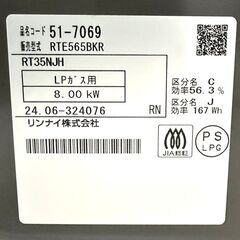 品名コード 51-7069
販売型式 RTE565BKR
RT35NJH
LPガス用
8.00 kW
区分名 C
効率56.3 %
区分名 J
効率 167 Wh
24.06-324076 RN
リンナイ株式会社
JIA認証
PS
LPG